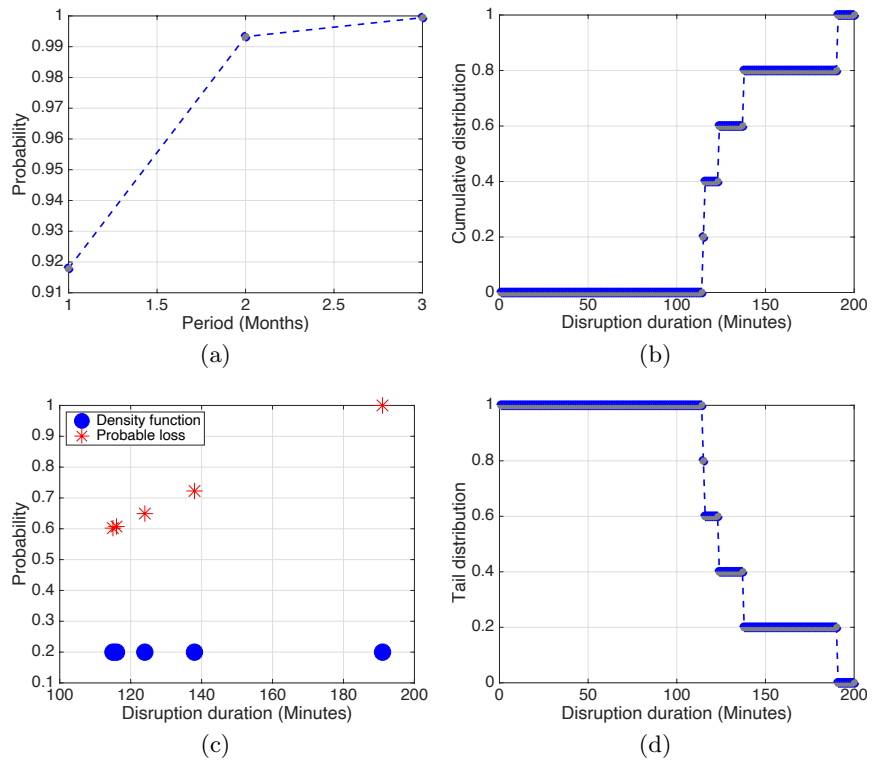 1
0.99
0.98
0.97
0.96
0.95
0.94
0.93
0.92
0.91
Probability
1 1.5 2 2.5 3
Period (Months)
(a)
1
0.8
0.6
0.4
0.2
0
Cumulative distribution
0 50 100 150 200
Disruption duration (Minutes)
(b)
1
0.9
0.8
0.7
0.6
0.5
0.4
0.3
0.2
0.1
Probability
Density function
Probable loss
100 120 140 160 180 200
Disruption duration (Minutes)
(c)
1
0.8
0.6
0.4
0.2
0
Tail distribution
0 50 100 150 200
Disruption duration (Minutes)
(d)